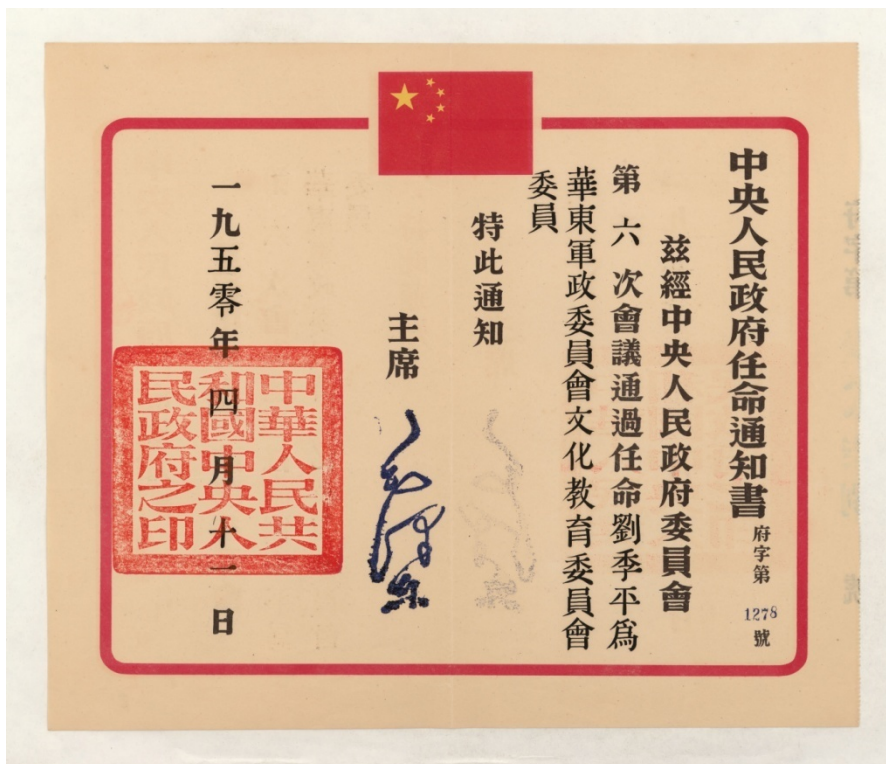 中央人民政府任命通知書
府字第1278號
茲經中央人民政府委員會
第六次會議通過任命劉季平爲
華東軍政委員會文化教育委員會
委員
特此通知
主席
毛澤東
一九五零年四月十一日
中華人民共
和國中央人
民政府之印